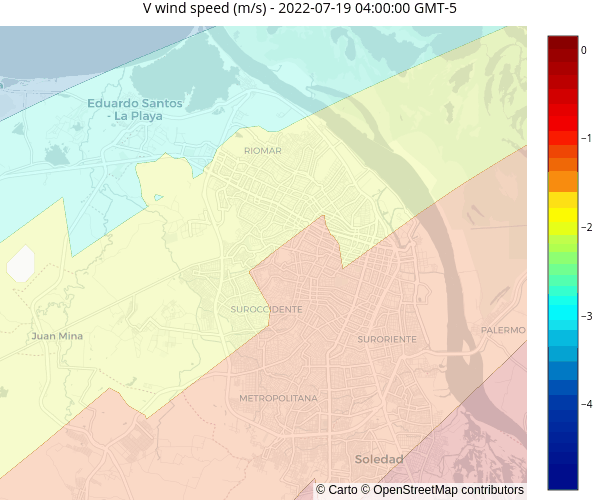 V wind speed (m/s) - 2022-07-19 04:00:00 GMT-5
Eduardo Santos
- La Playa
RIOMAR
SUROCCIDENTE
Juan Mina
SURORIENTE
PALERMO
METROPOLITANA
Soledad
© Carto © OpenStreetMap contributors
0
−1
−2
−3
−4